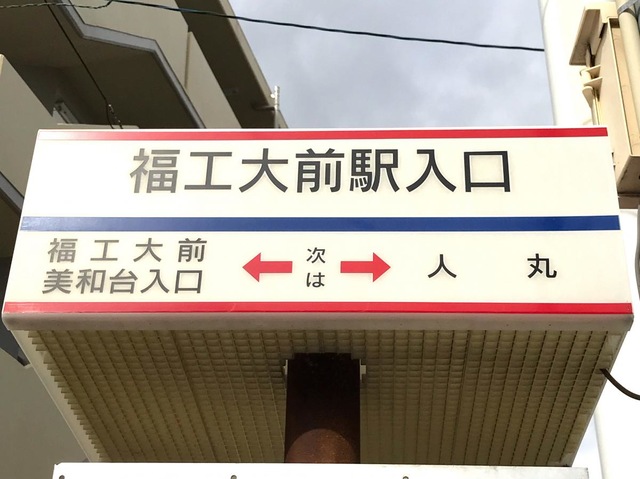 福工大前駅入口
福工大前
美和台入口
次
は
人丸